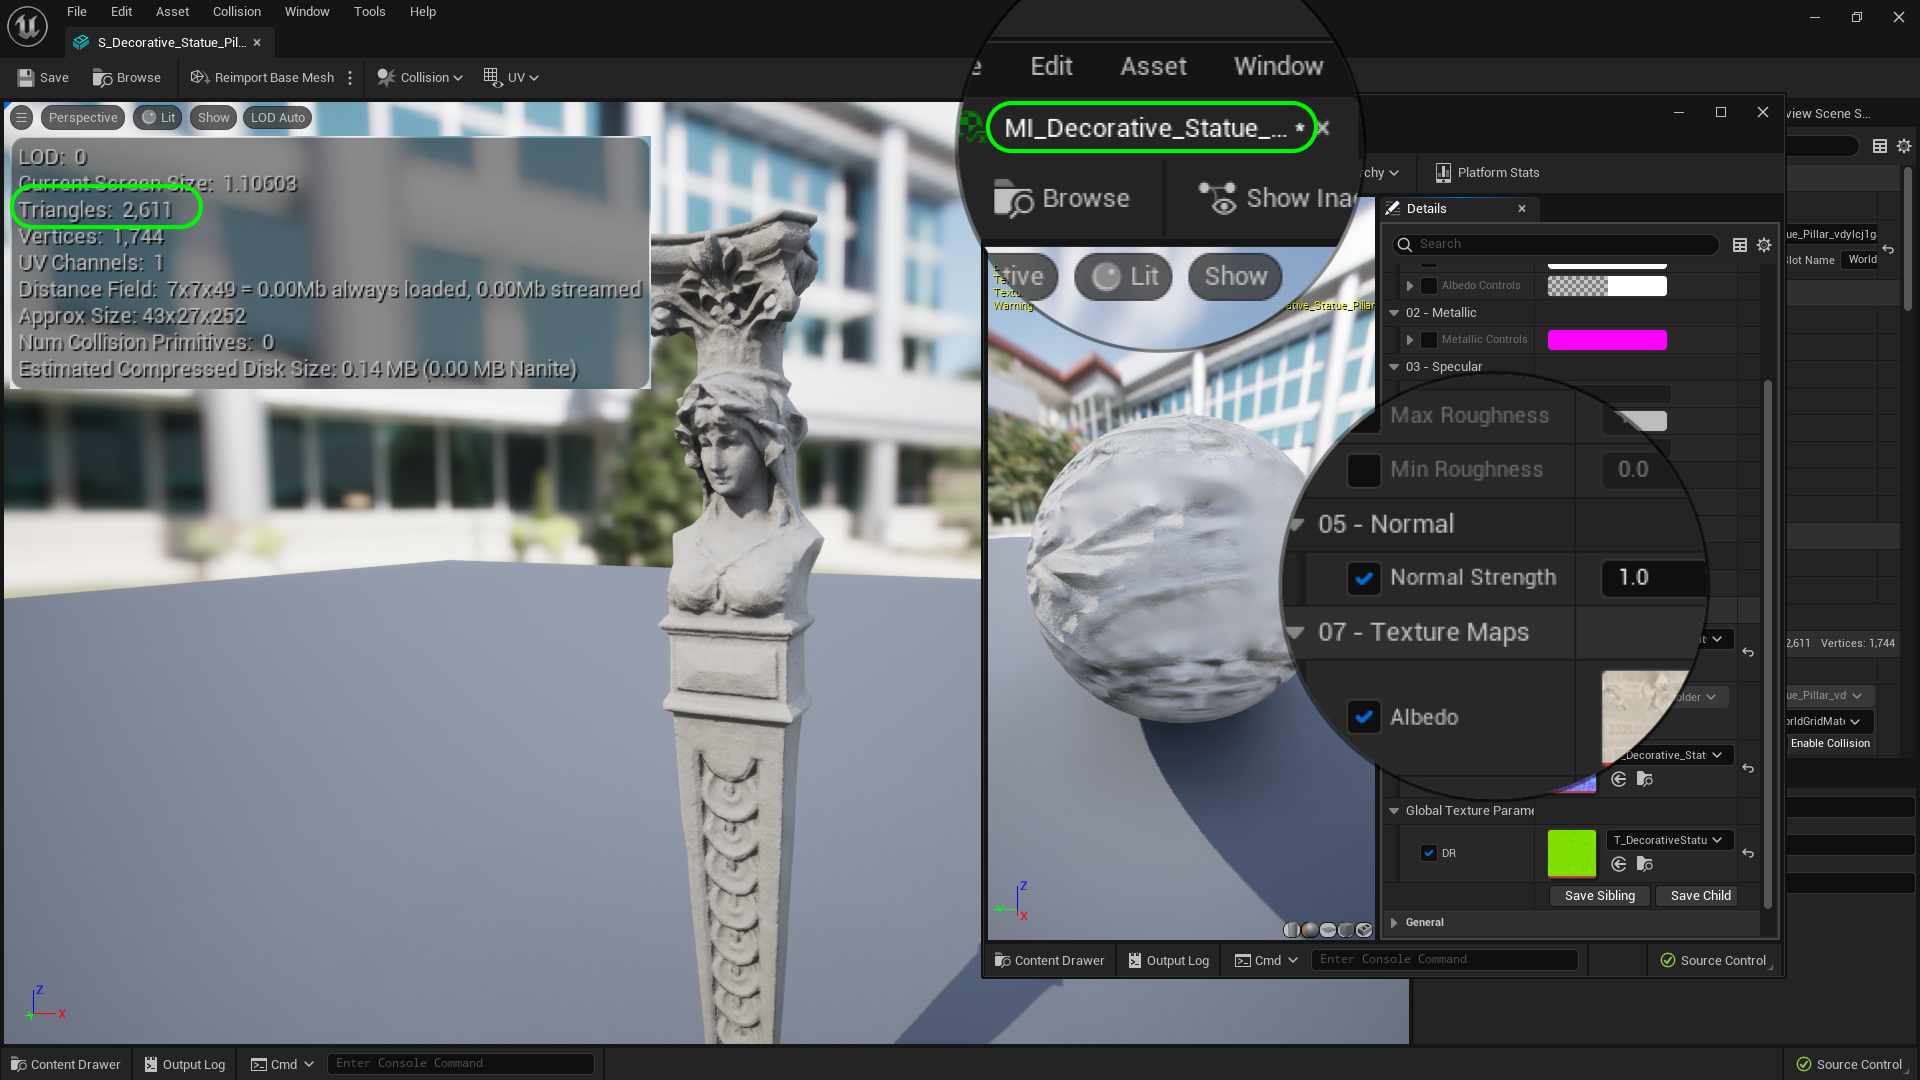 File Edit Asset Collision Window Tools Help
S_Decorative_Statue_Pil...
Save Browse Reimport Base Mesh Collision UV
Perspective Lit Show LOD Auto
LOD: 0
Current Screen Size: 1.10603
Triangles: 2,611
Vertices: 1,744
UV Channels: 1
Distance Field: 7x7x49 = 0.00Mb always loaded, 0.00Mb streamed
Approx Size: 43x27x252
Num Collision Primitives: 0
Estimated Compressed Disk Size: 0.14 MB (0.00 MB Nanite)
Edit Asset Window
MI_Decorative_Statue_... *
Browse Show Ina
tive Lit Show
Warning
ative_Statue_Pillar
rchy Platform Stats
Details
Search
Albedo Controls
02 - Metallic
Metallic Controls
03 - Specular
Max Roughness
Min Roughness 0.0
05 - Normal
Normal Strength 1.0
07 - Texture Maps
Albedo
older
_Decorative_Stat
Global Texture Parame
DR T_DecorativeStatu
Save Sibling Save Child
General
Z
Y
X
Content Drawer Output Log Cmd Enter Console Command Source Control
view Scene S...
ue_Pillar_vdylcj1g
Slot Name World
2,611 Vertices: 1,744
ue_Pillar_vd
orldGridMate
Enable Collision
Z
X
Content Drawer Output Log Cmd Enter Console Command Source Control